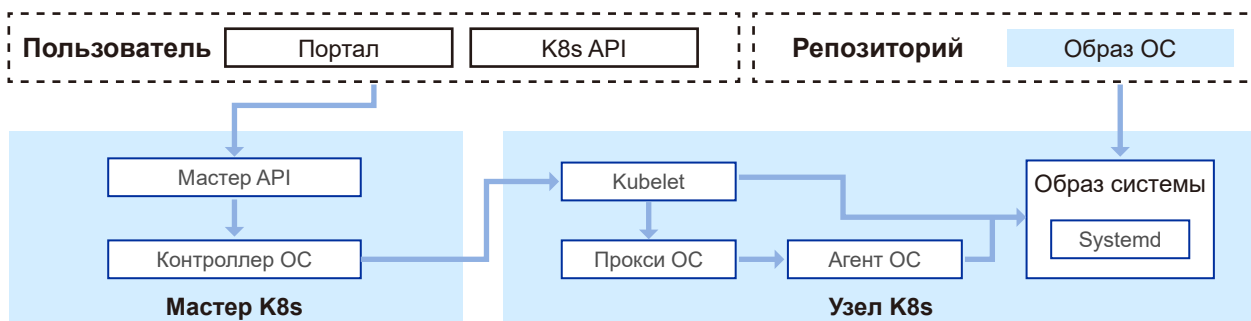 Пользователь
Портал
K8s API
Репозиторий
Образ ОС
Мастер API
Контроллер ОС
Мастер K8s
Kubelet
Прокси ОС
Агент ОС
Образ системы
Systemd
Узел K8s